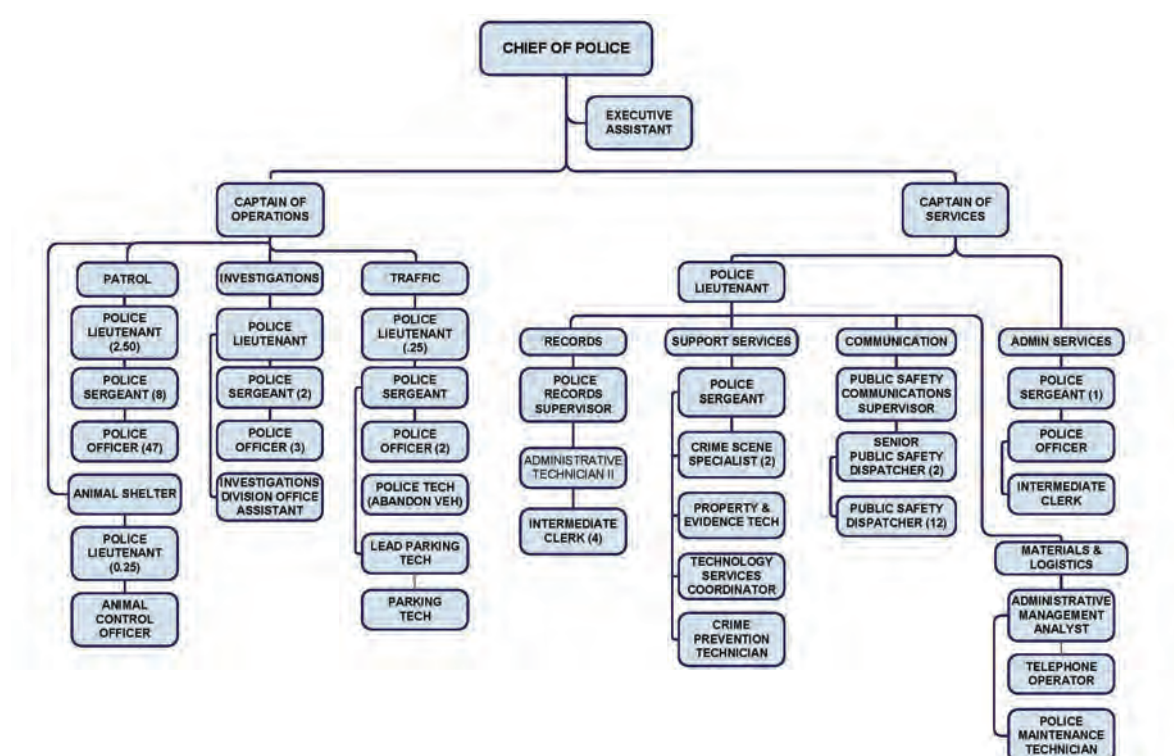 CHIEF OF POLICE
EXECUTIVE
ASSISTANT
CAPTAIN OF
OPERATIONS
CAPTAIN OF
SERVICES
PATROL
POLICE
LIEUTENANT
(2.50)
POLICE
SERGEANT (8)
POLICE
OFFICER (47)
ANIMAL SHELTER
POLICE
LIEUTENANT
(0.25)
ANIMAL
CONTROL
OFFICER
INVESTIGATIONS
POLICE
LIEUTENANT
POLICE
SERGEANT (2)
POLICE
OFFICER (3)
INVESTIGATIONS
DIVISION OFFICE
ASSISTANT
TRAFFIC
POLICE
LIEUTENANT
(.25)
POLICE
SERGEANT
POLICE
OFFICER (2)
POLICE TECH
(ABANDON VEH)
LEAD PARKING
TECH
PARKING
TECH
POLICE
LIEUTENANT
RECORDS
POLICE
RECORDS
SUPERVISOR
ADMINISTRATIVE
TECHNICIAN II
INTERMEDIATE
CLERK (4)
SUPPORT SERVICES
POLICE
SERGEANT
CRIME SCENE
SPECIALIST (2)
PROPERTY &
EVIDENCE TECH
TECHNOLOGY
SERVICES
COORDINATOR
CRIME
PREVENTION
TECHNICIAN
COMMUNICATION
PUBLIC SAFETY
COMMUNICATIONS
SUPERVISOR
SENIOR
PUBLIC SAFETY
DISPATCHER (2)
PUBLIC SAFETY
DISPATCHER (12)
ADMIN SERVICES
POLICE
SERGEANT (1)
POLICE
OFFICER
INTERMEDIATE
CLERK
MATERIALS &
LOGISTICS
ADMINISTRATIVE
MANAGEMENT
ANALYST
TELEPHONE
OPERATOR
POLICE
MAINTENANCE
TECHNICIAN